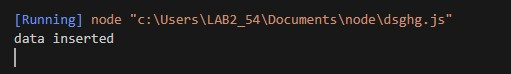 [Running] node "c:\Users\LAB2_54\Documents\node\dsghg.js"
data inserted